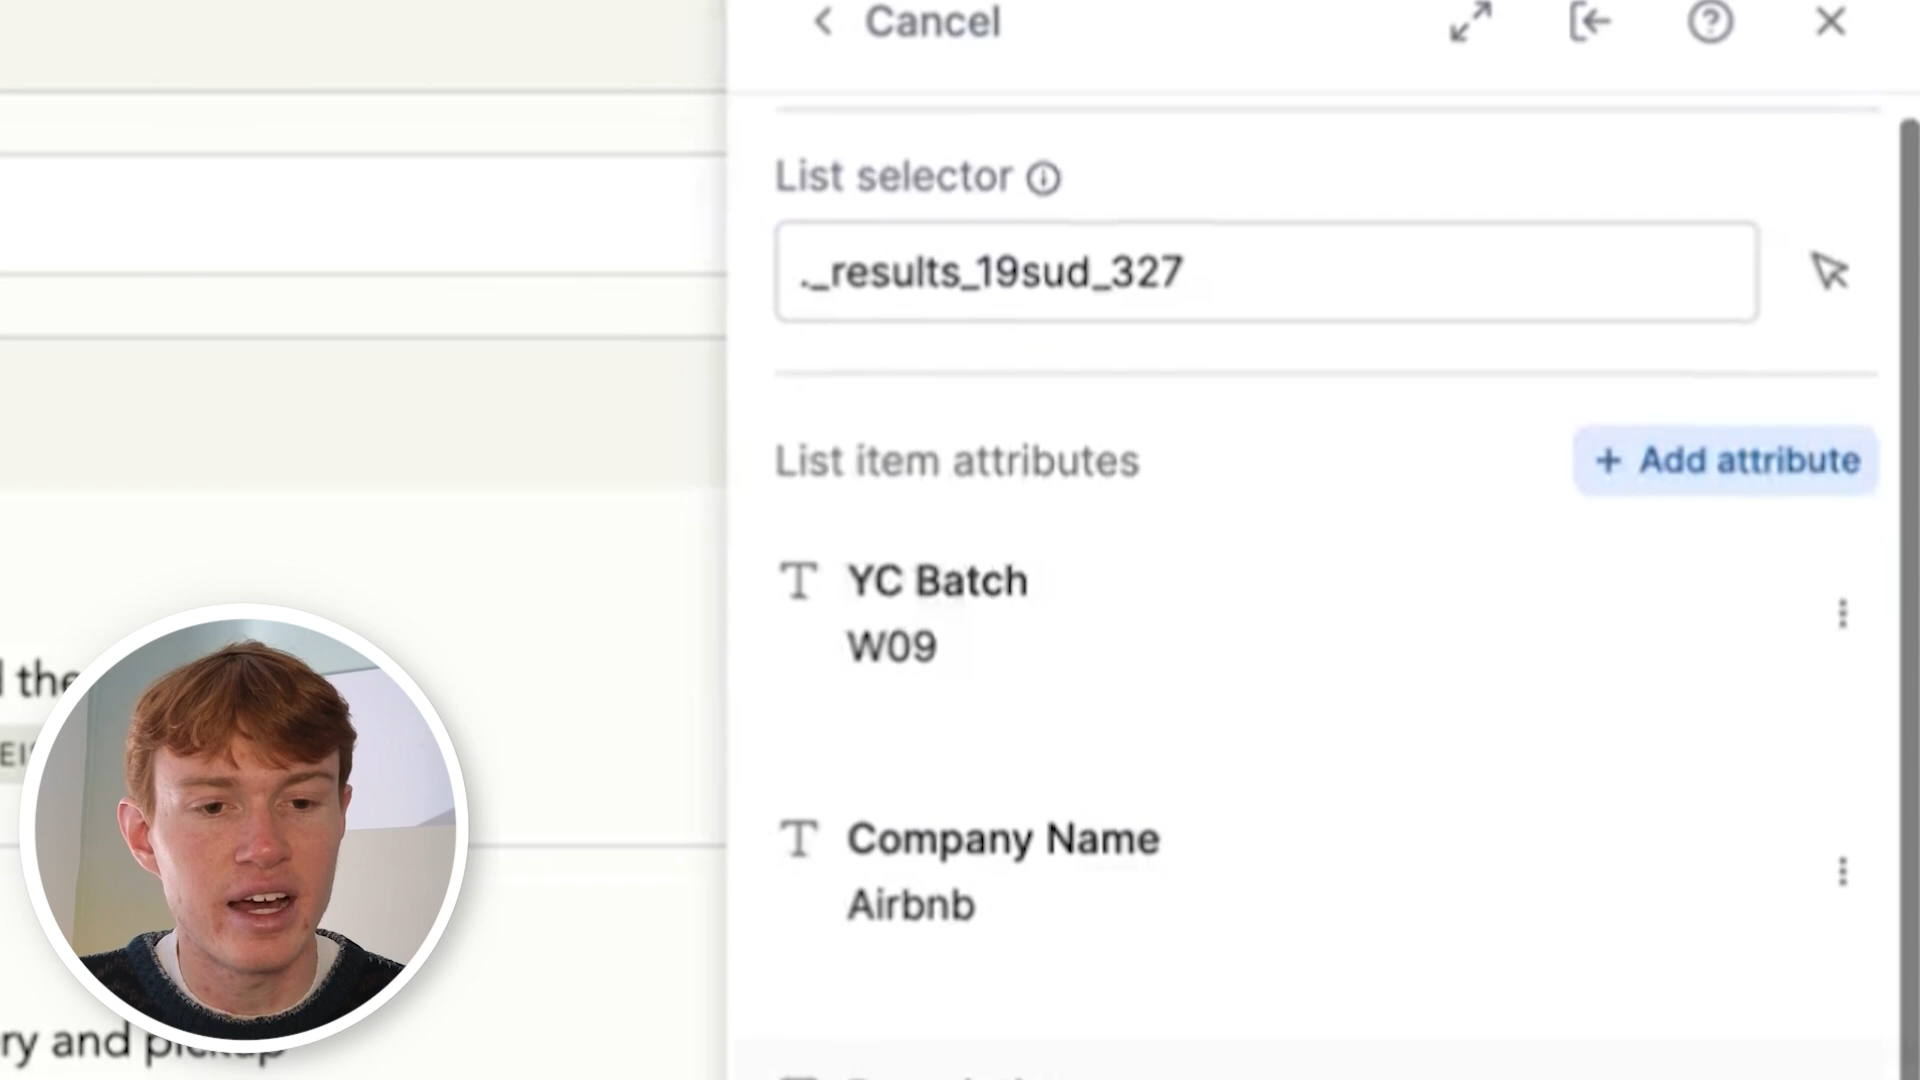 Cancel
List selector
._results_19sud_327
List item attributes
+ Add attribute
YC Batch
W09
Company Name
Airbnb
the
ry and pickup